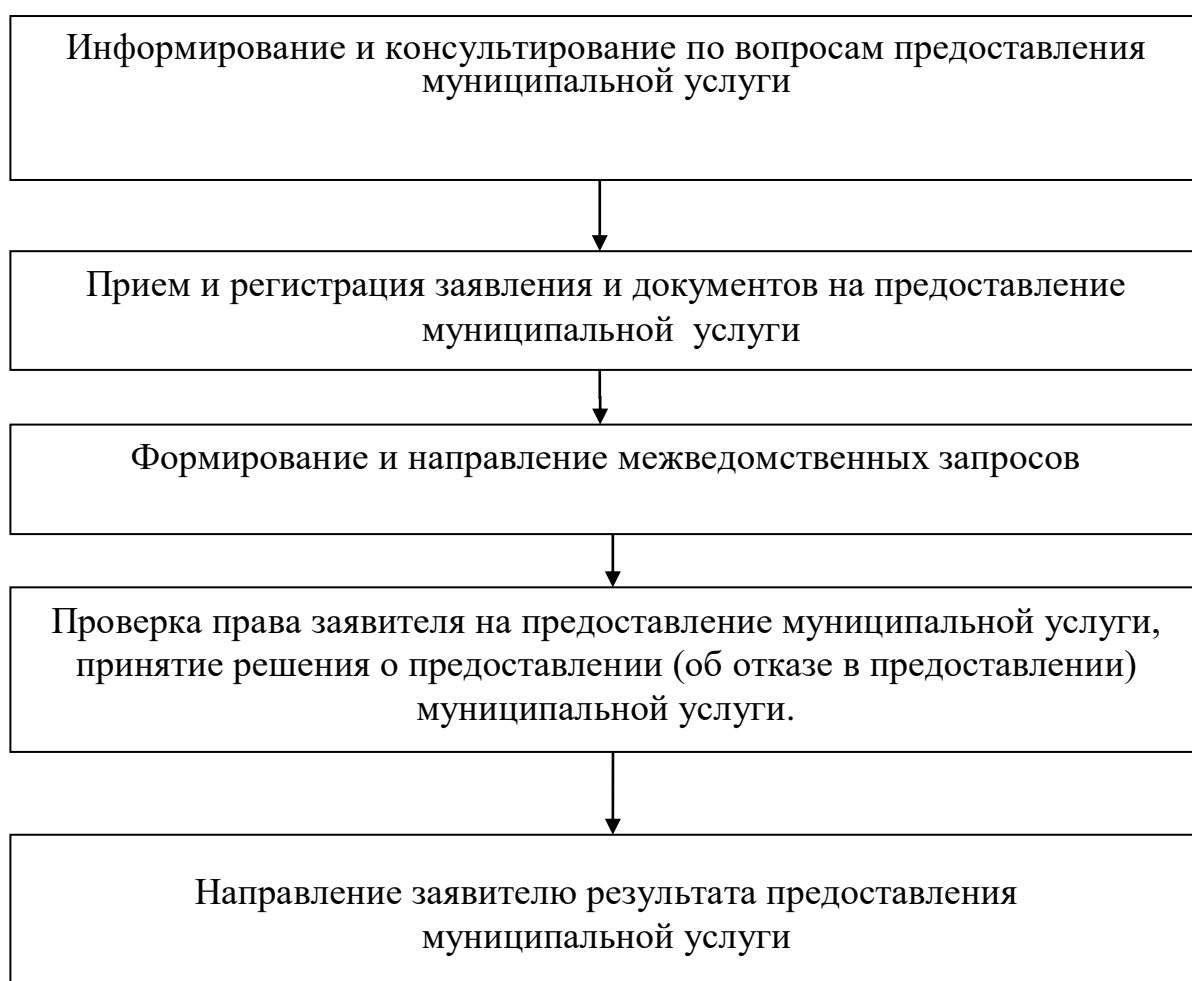 Информирование и консультирование по вопросам предоставления
муниципальной услуги
Прием и регистрация заявления и документов на предоставление
муниципальной услуги
Формирование и направление межведомственных запросов
Проверка права заявителя на предоставление муниципальной услуги,
принятие решения о предоставлении (об отказе в предоставлении)
муниципальной услуги.
Направление заявителю результата предоставления
муниципальной услуги